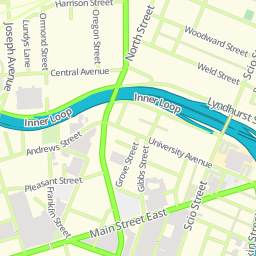 Harrison Street
Joseph Avenue
Lundys Lane
Ormond Street
Oregon Street
North Street
Woodward Street
Weld Street
Central Avenue
Inner Loop
Inner Loop
Lyndhurst S
Scio S
Andrews Street
University Avenue
Grove Street
Gibbs Street
Pleasant Street
Franklin Street
Scio Street
Main Street East
kin Street